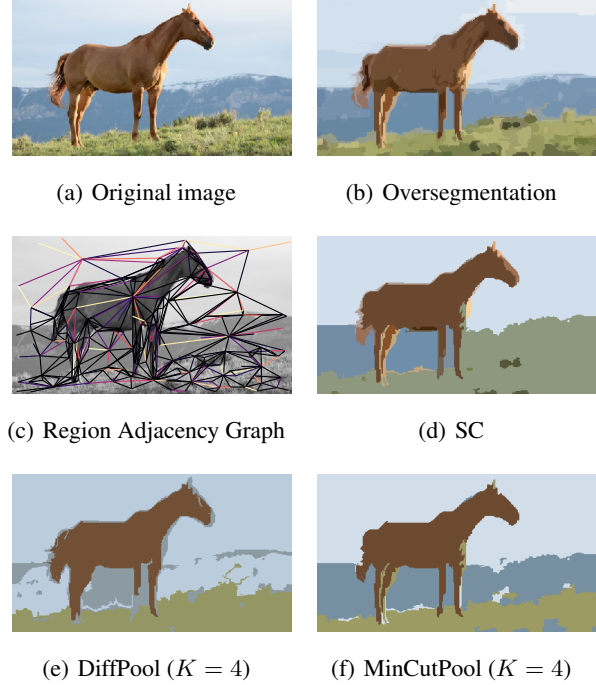 (a) Original image
(b) Oversegmentation
(c) Region Adjacency Graph
(d) SC
(e) DiffPool (K = 4)
(f) MinCutPool (K = 4)